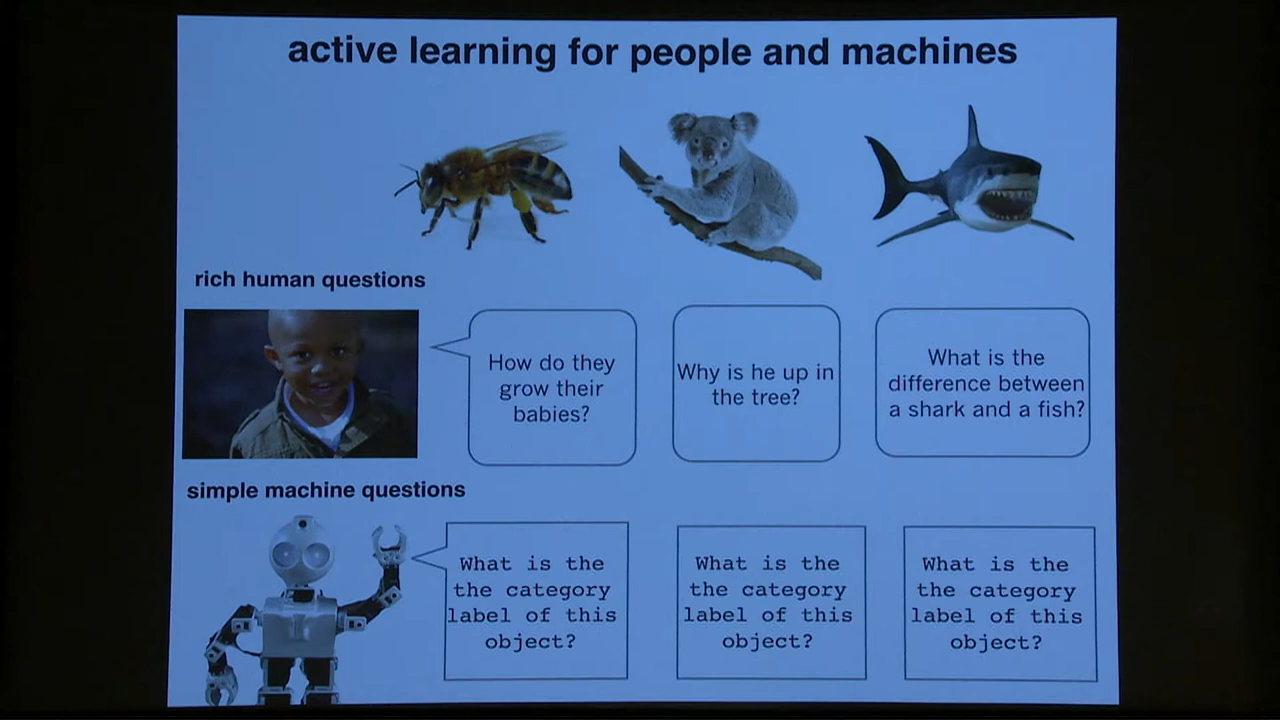 active learning for people and machines
rich human questions
How do they
grow their
babies?
Why is he up in
the tree?
What is the
difference between
a shark and a fish?
simple machine questions
What is the
the category
label of this
object?
What is the
the category
label of this
object?
What is the
the category
label of this
object?